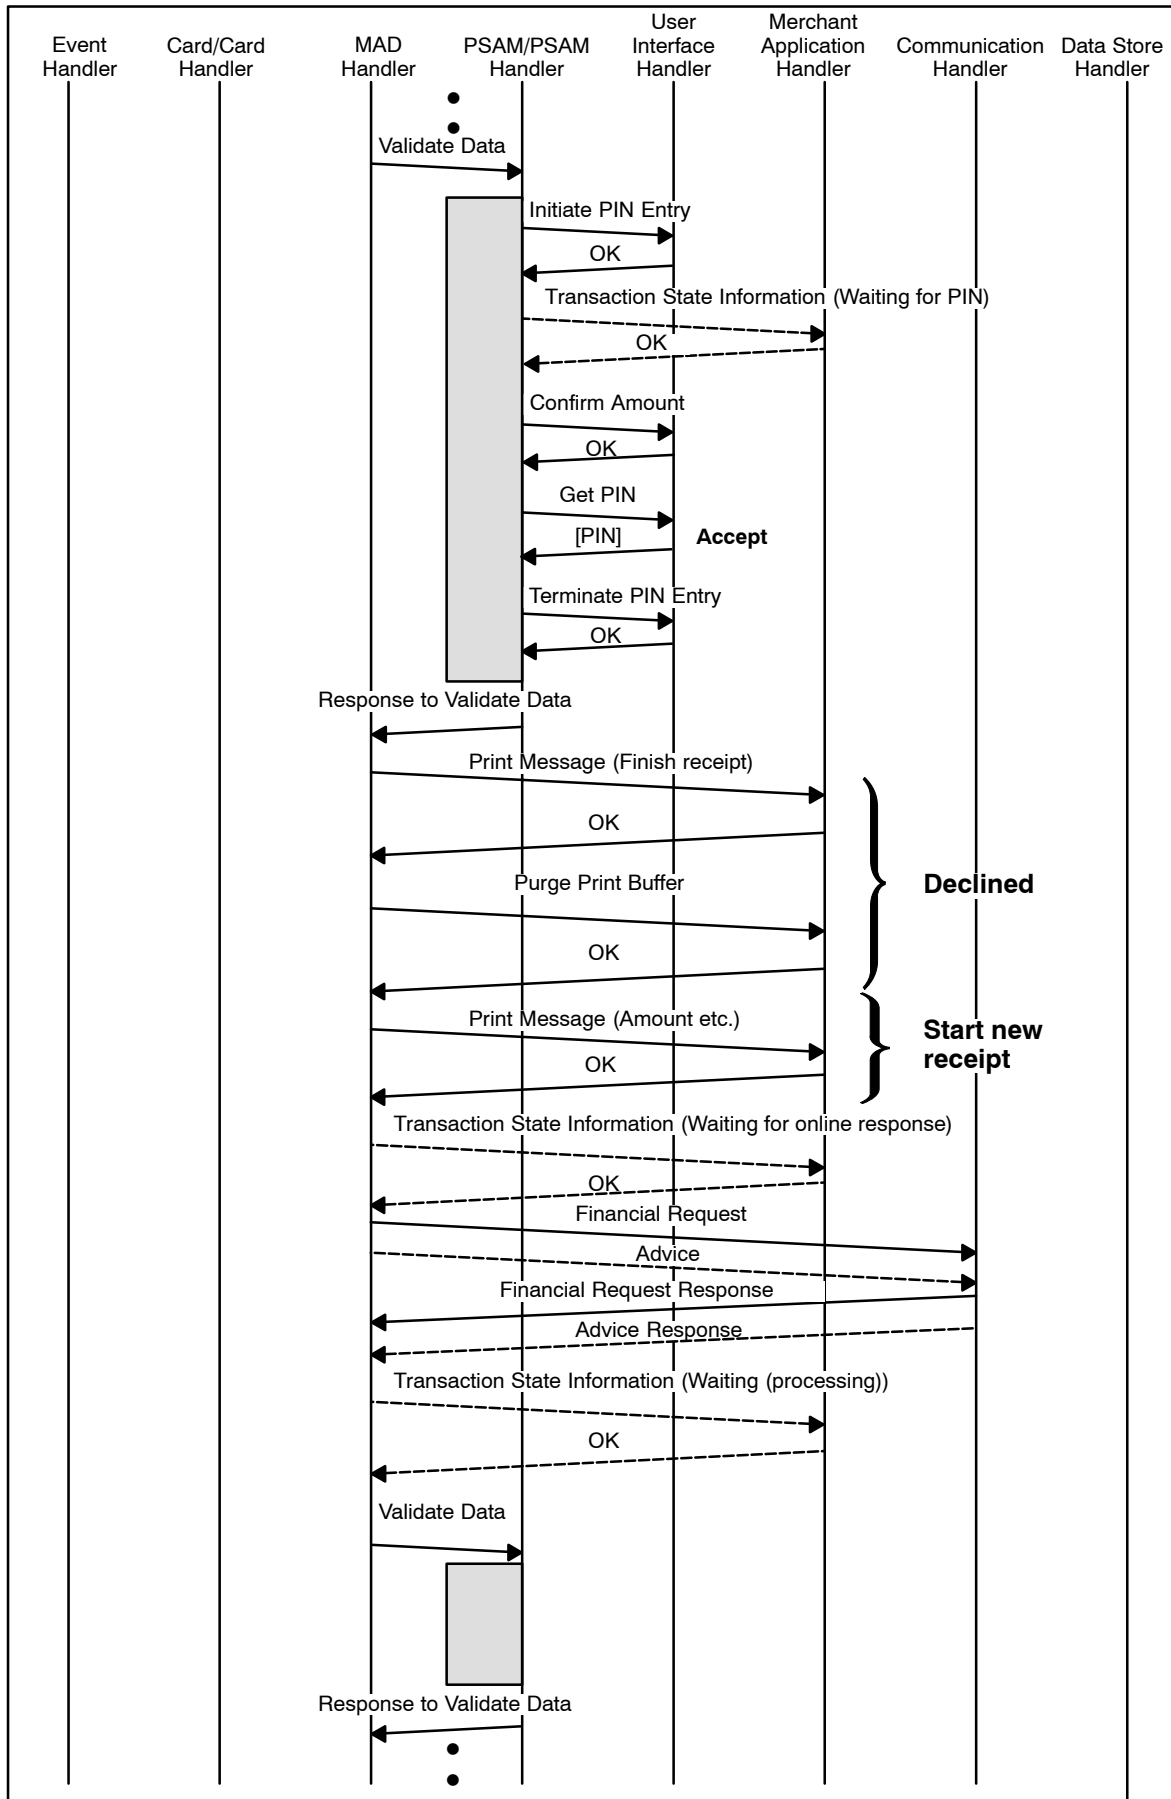 Event
Handler
Card/Card
Handler
MAD
Handler
PSAM/PSAM
Handler
User
Interface
Handler
Merchant
Application
Handler
Communication
Handler
Data Store
Handler
Validate Data
Initiate PIN Entry
OK
Transaction State Information (Waiting for PIN)
OK
Confirm Amount
OK
Get PIN
[PIN]
Accept
Terminate PIN Entry
OK
Response to Validate Data
Print Message (Finish receipt)
OK
Purge Print Buffer
Declined
OK
Print Message (Amount etc.)
Start new
receipt
OK
Transaction State Information (Waiting for online response)
OK
Financial Request
Advice
Financial Request Response
Advice Response
Transaction State Information (Waiting (processing))
OK
Validate Data
Response to Validate Data